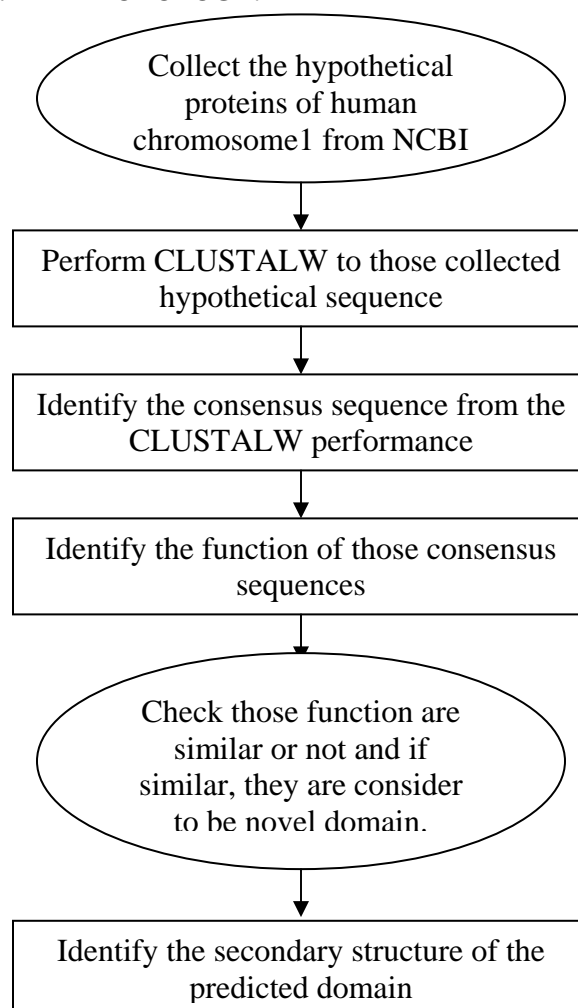 Collect the hypothetical
proteins of human
chromosome1 from NCBI
Perform CLUSTALW to those collected
hypothetical sequence
Identify the consensus sequence from the
CLUSTALW performance
Identify the function of those consensus
sequences
Check those function are
similar or not and if
similar, they are consider
to be novel domain.
Identify the secondary structure of the
predicted domain